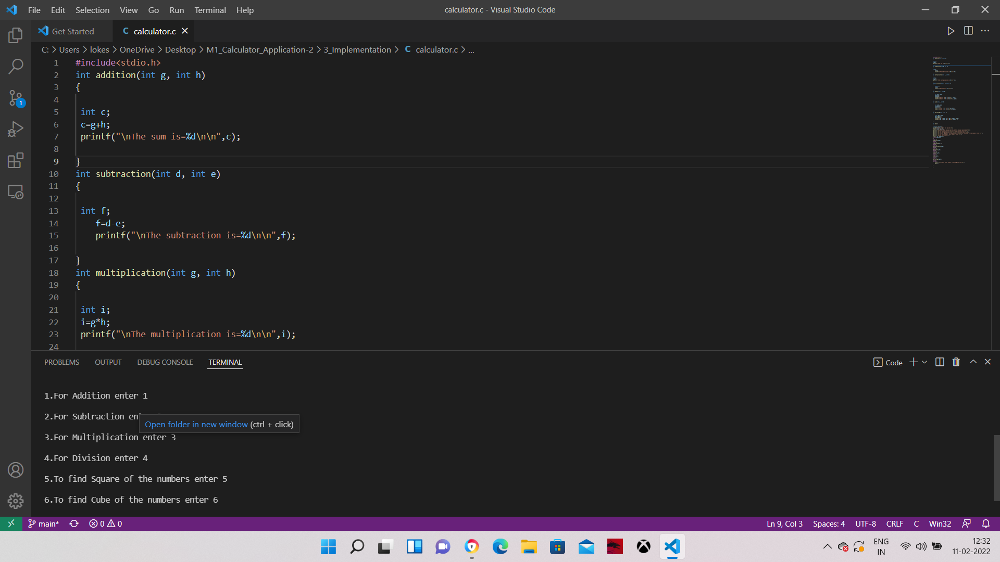 File Edit Selection View Go Run Terminal Help
calculator.c - Visual Studio Code
Get Started
calculator.c
C: > Users > lokes > OneDrive > Desktop > M1_Calculator_Application-2 > 3_Implementation > C calculator.c > ...
1 #include<stdio.h>
2 int addition(int g, int h)
3 {
4
5 int c;
6 c=g+h;
7 printf("\nThe sum is=%d\n\n",c);
8
9 }
10 int subtraction(int d, int e)
11 {
12
13 int f;
14 f=d-e;
15 printf("\nThe subtraction is=%d\n\n",f);
16
17 }
18 int multiplication(int g, int h)
19 {
20
21 int i;
22 i=g*h;
23 printf("\nThe multiplication is=%d\n\n",i);
24
PROBLEMS OUTPUT DEBUG CONSOLE TERMINAL
Code
1.For Addition enter 1
2.For Subtraction
Open folder in new window (ctrl + click)
3.For Multiplication enter 3
4.For Division enter 4
5.To find Square of the numbers enter 5
6.To find Cube of the numbers enter 6
main* 0 0
Ln 9, Col 3 Spaces: 4 UTF-8 CRLF C Win32
1
ENG
IN
12:32
11-02-2022